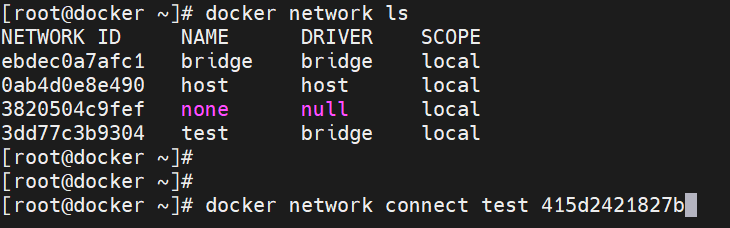 [root@docker ~]# docker network ls
NETWORK ID     NAME      DRIVER    SCOPE
ebdec0a7afc1   bridge    bridge    local
0ab4d0e8e490   host      host      local
3820504c9fef   none      null      local
3dd77c3b9304   test      bridge    local
[root@docker ~]#
[root@docker ~]#
[root@docker ~]# docker network connect test 415d2421827b